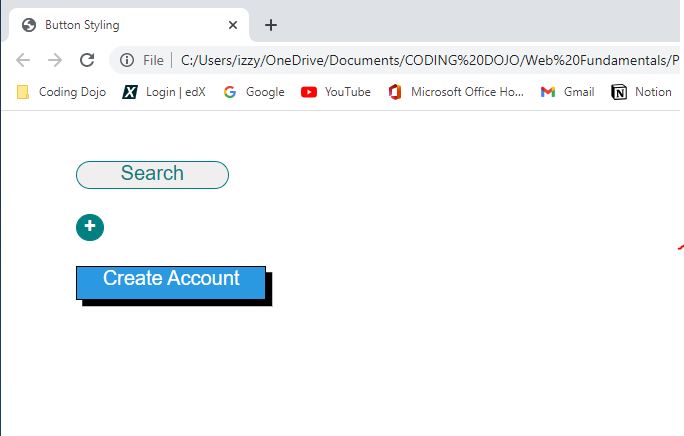 Button Styling
File C:/Users/izzy/OneDrive/Documents/CODING%20DOJO/Web%20Fundamentals/P
Coding Dojo Login | edX Google YouTube Microsoft Office Ho... Gmail Notion
Search
+
Create Account